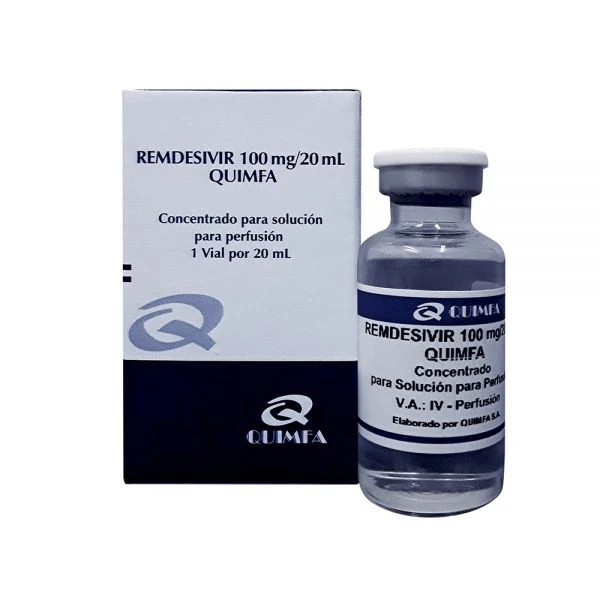 REMDESIVIR 100 mg/20 mL
QUIMFA
Concentrado para solución
para perfusión
1 Vial por 20 mL
QUIMFA
QUIMFA
REMDESIVIR 100 mg/20
QUIMFA
Concentrado
para Solución para
V.A.: IV - Perfusión
Elaborado por QUIMFA S.A.